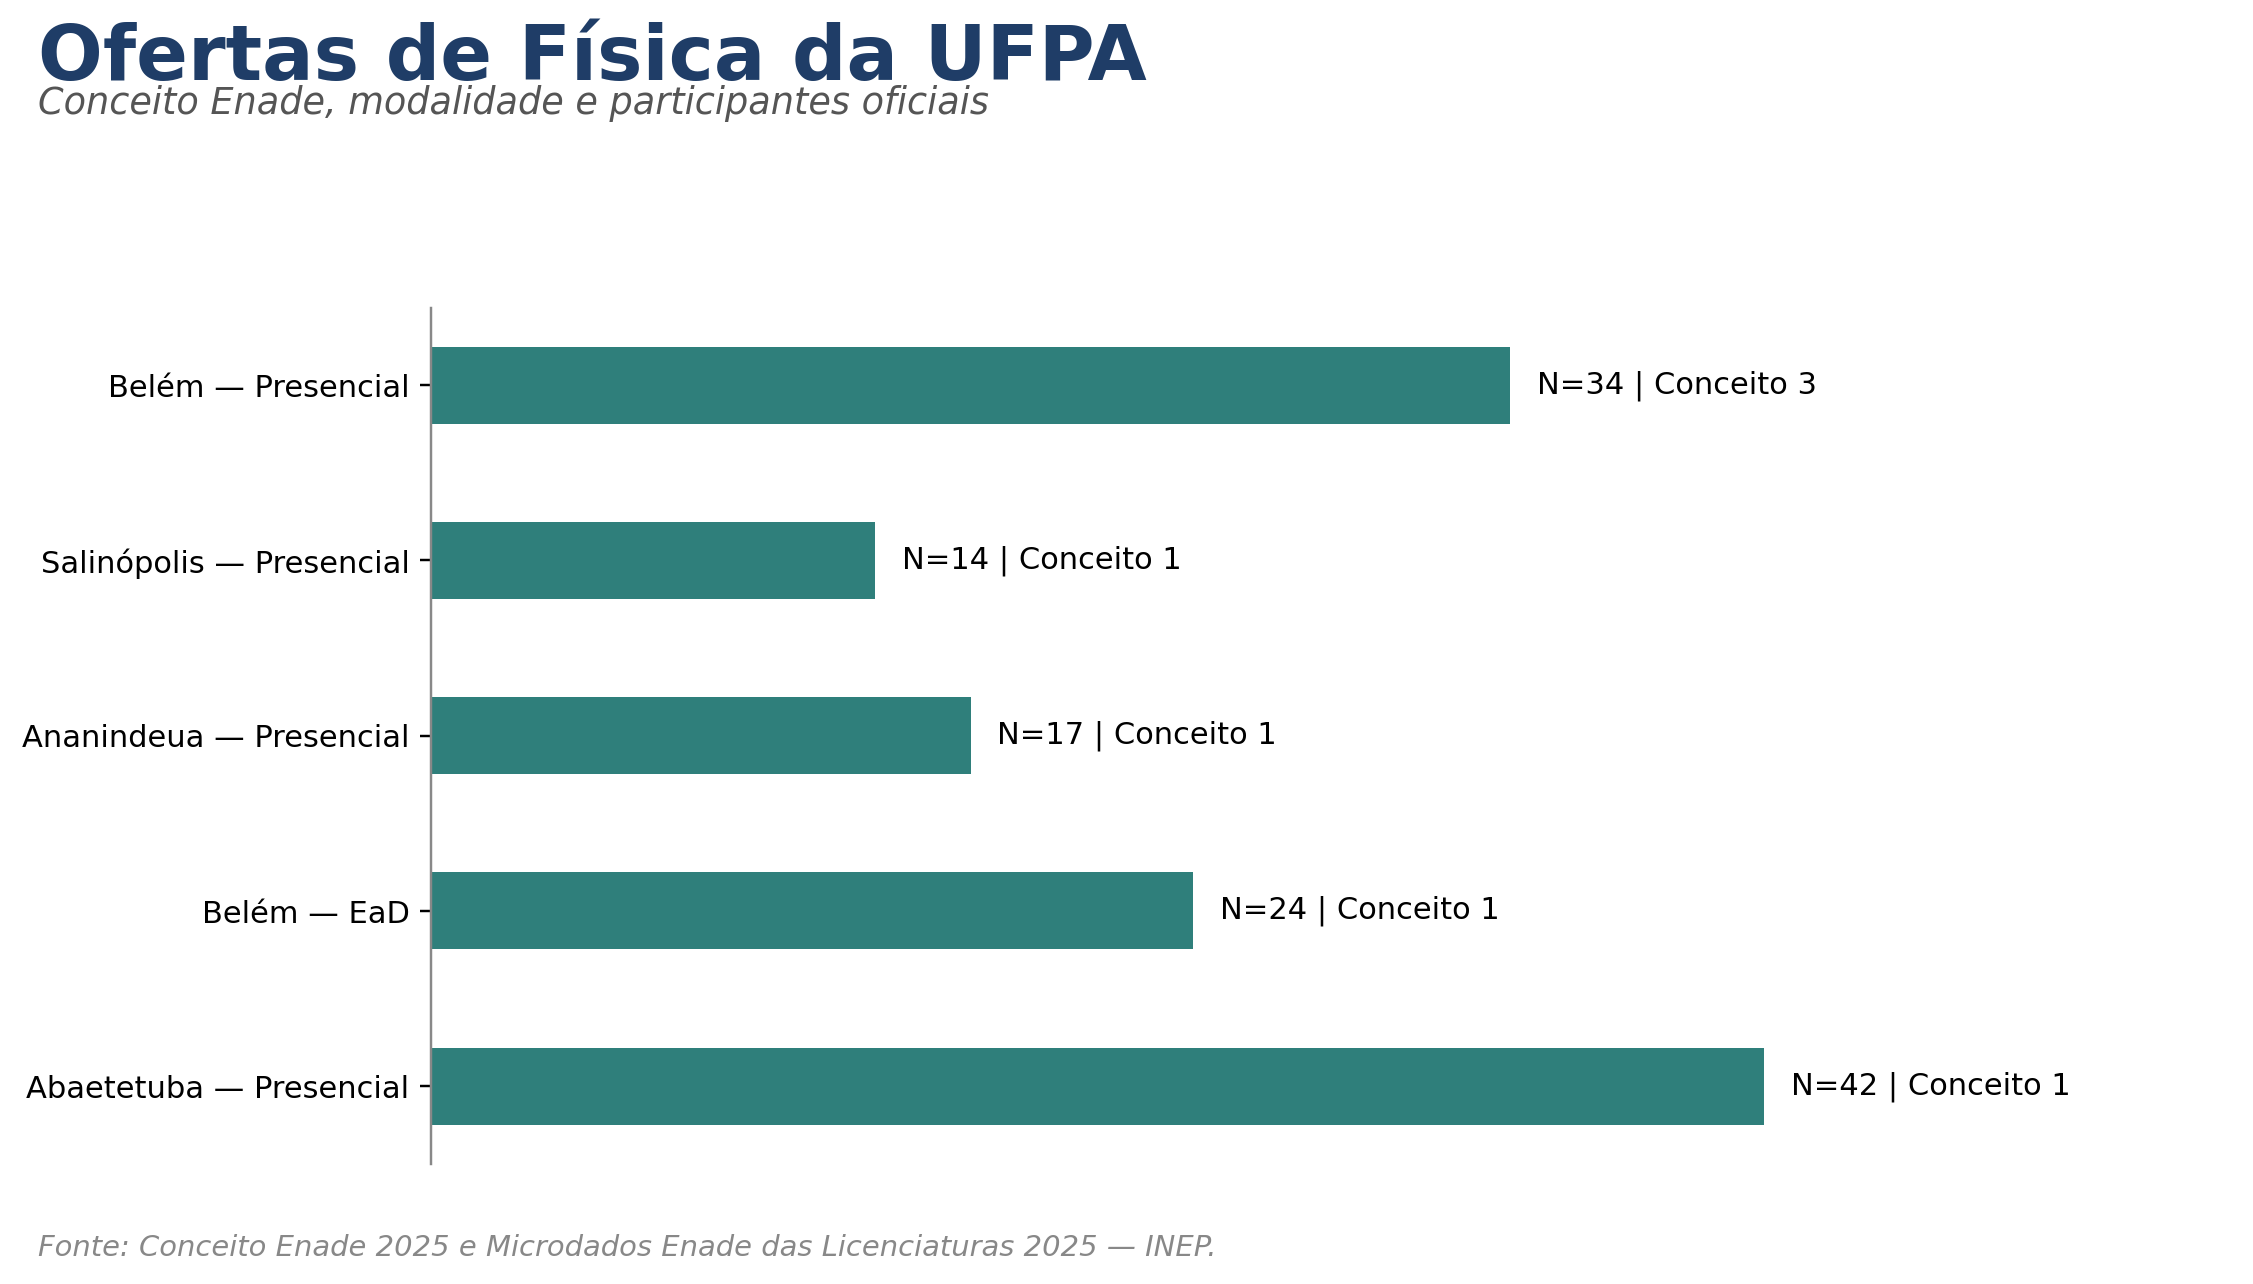 Ofertas de Física da UFPA
Conceito Enade, modalidade e participantes oficiais
Belém — Presencial
N=34 | Conceito 3
Salinópolis — Presencial
N=14 | Conceito 1
Ananindeua — Presencial
N=17 | Conceito 1
Belém — EaD
N=24 | Conceito 1
Abaetetuba — Presencial
N=42 | Conceito 1
Fonte: Conceito Enade 2025 e Microdados Enade das Licenciaturas 2025 — INEP.